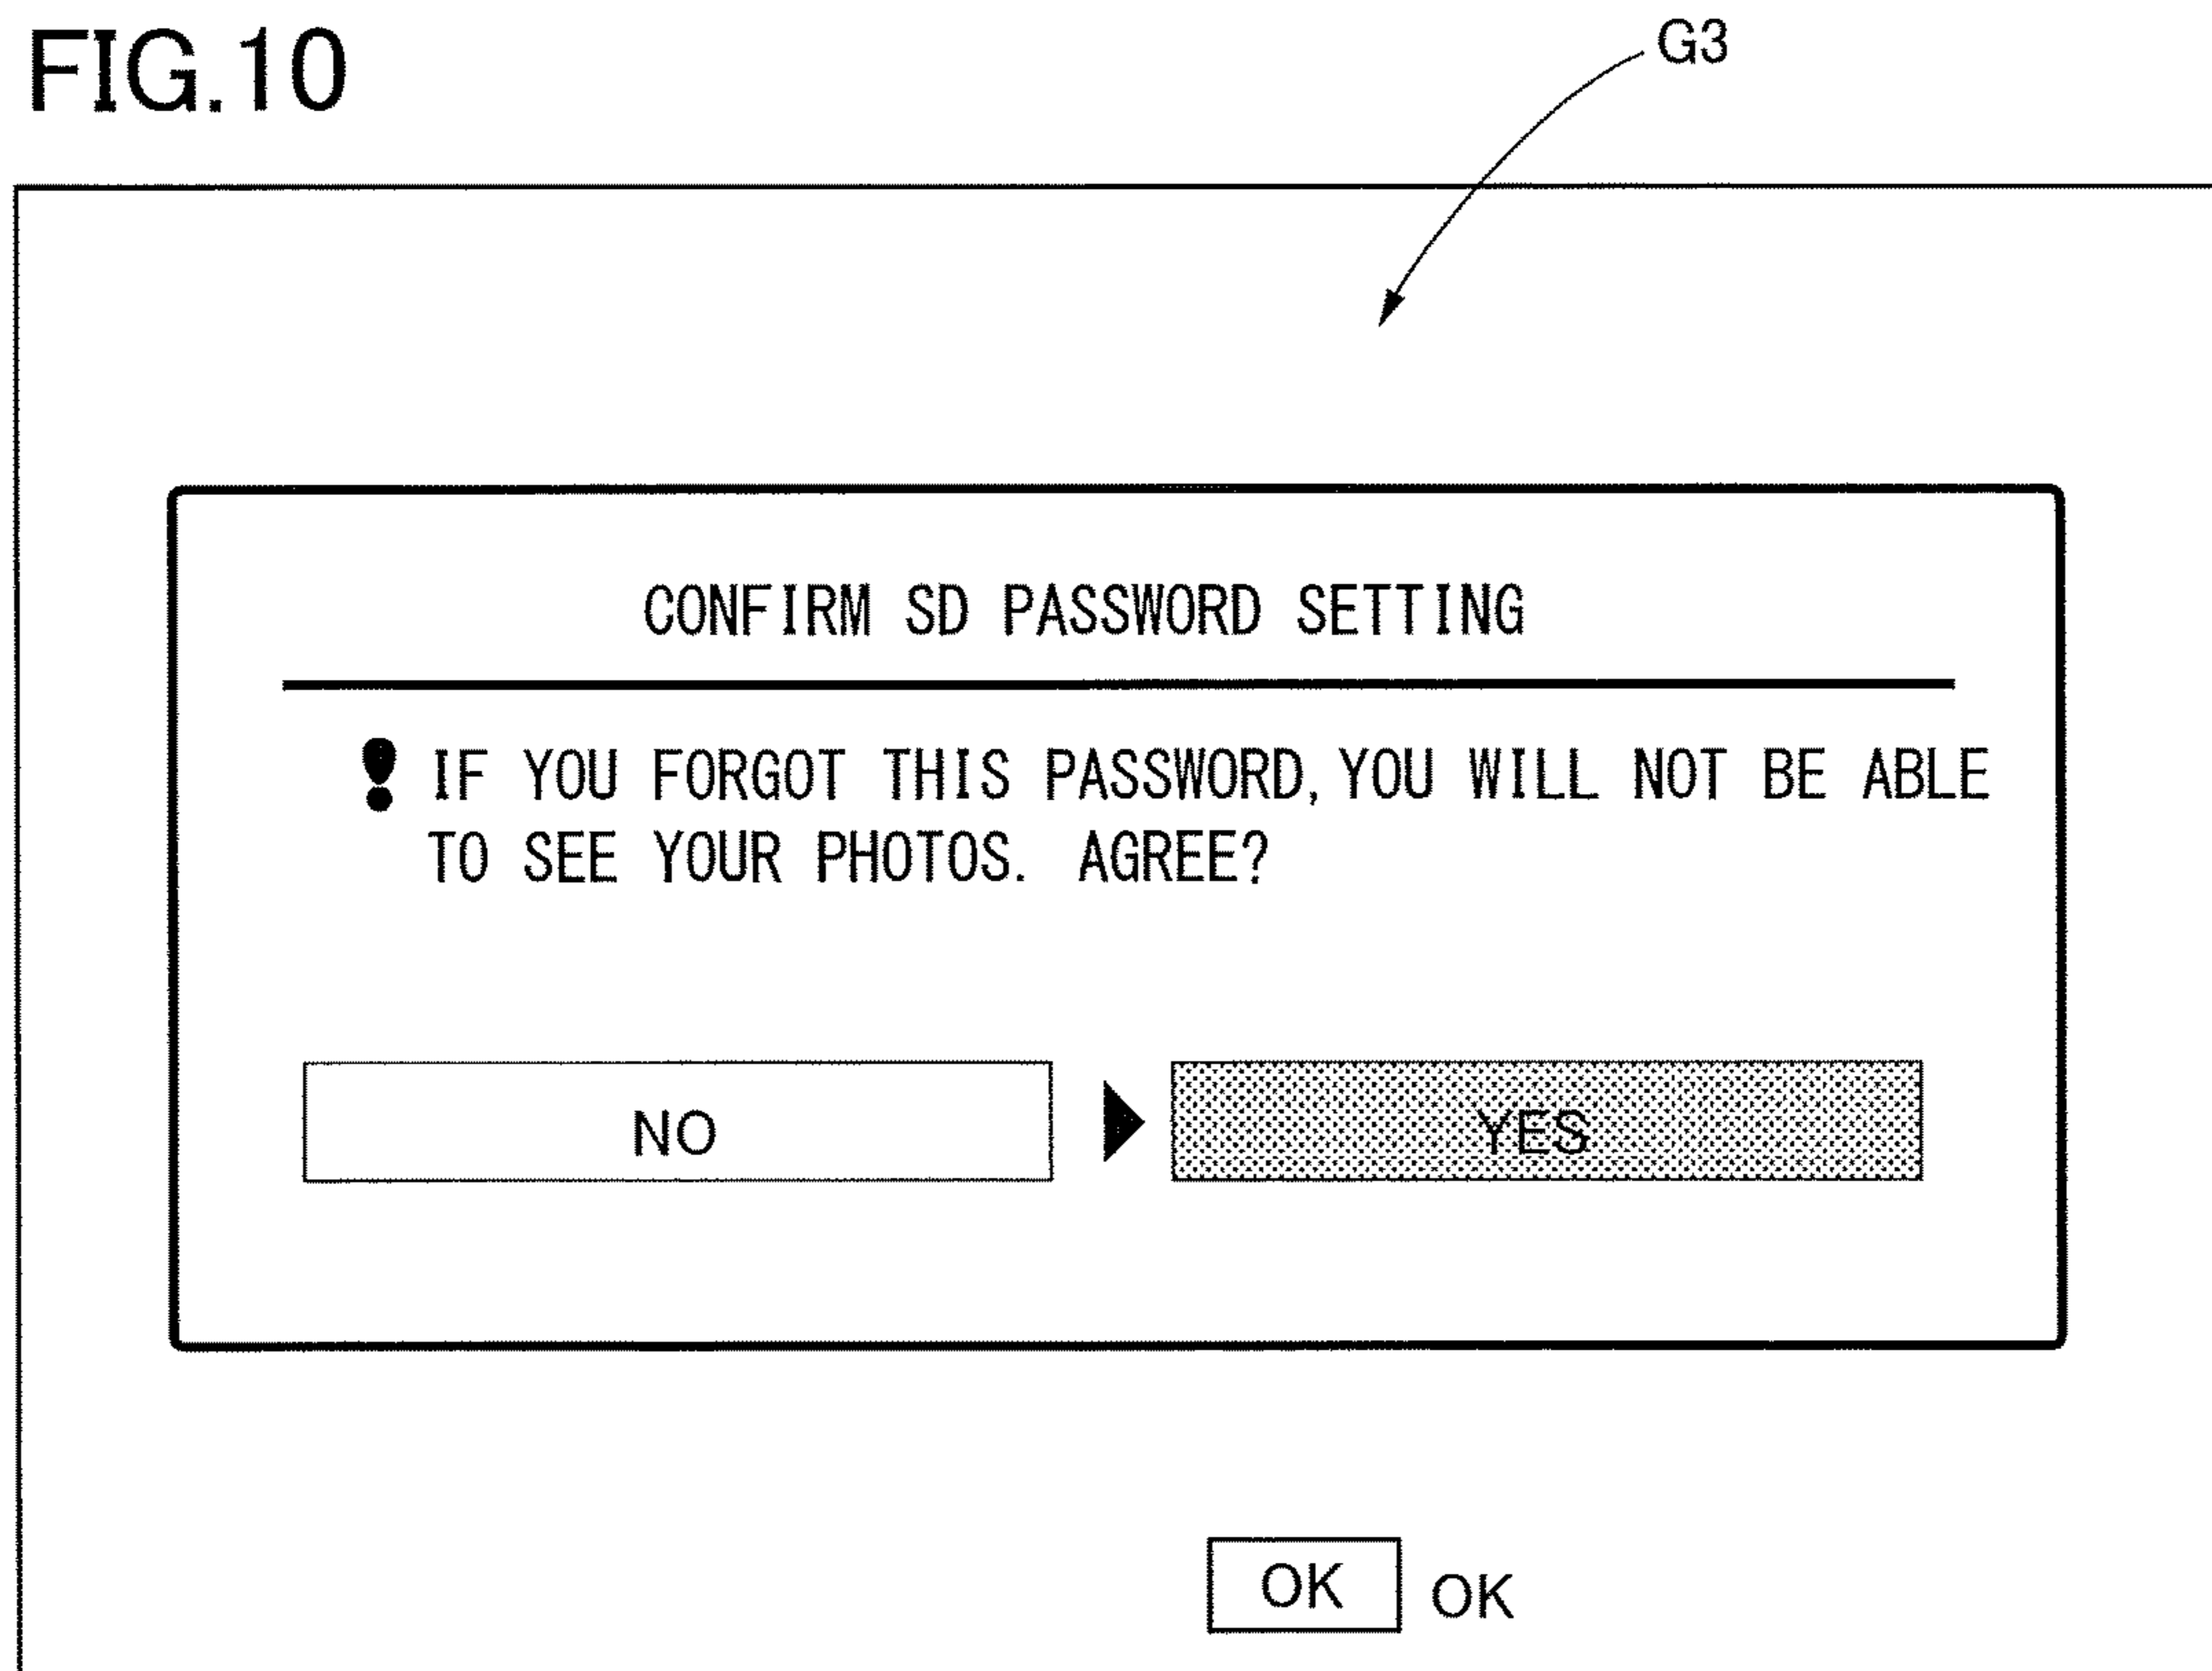 FIG.10
G3
CONFIRM SD PASSWORD SETTING
IF YOU FORGOT THIS PASSWORD, YOU WILL NOT BE ABLE
TO SEE YOUR PHOTOS. AGREE?
NO YES
OK OK